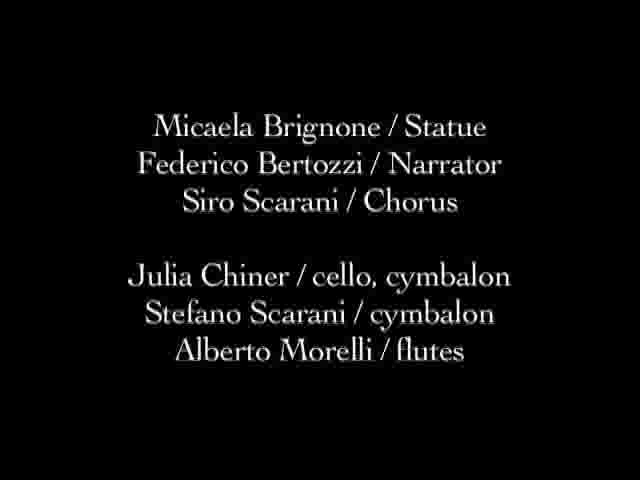 Micaela Brignone / Statue
Federico Bertozzi / Narrator
Siro Scarani / Chorus
Julia Chiner / cello, cymbalon
Stefano Scarani / cymbalon
Alberto Morelli / flutes